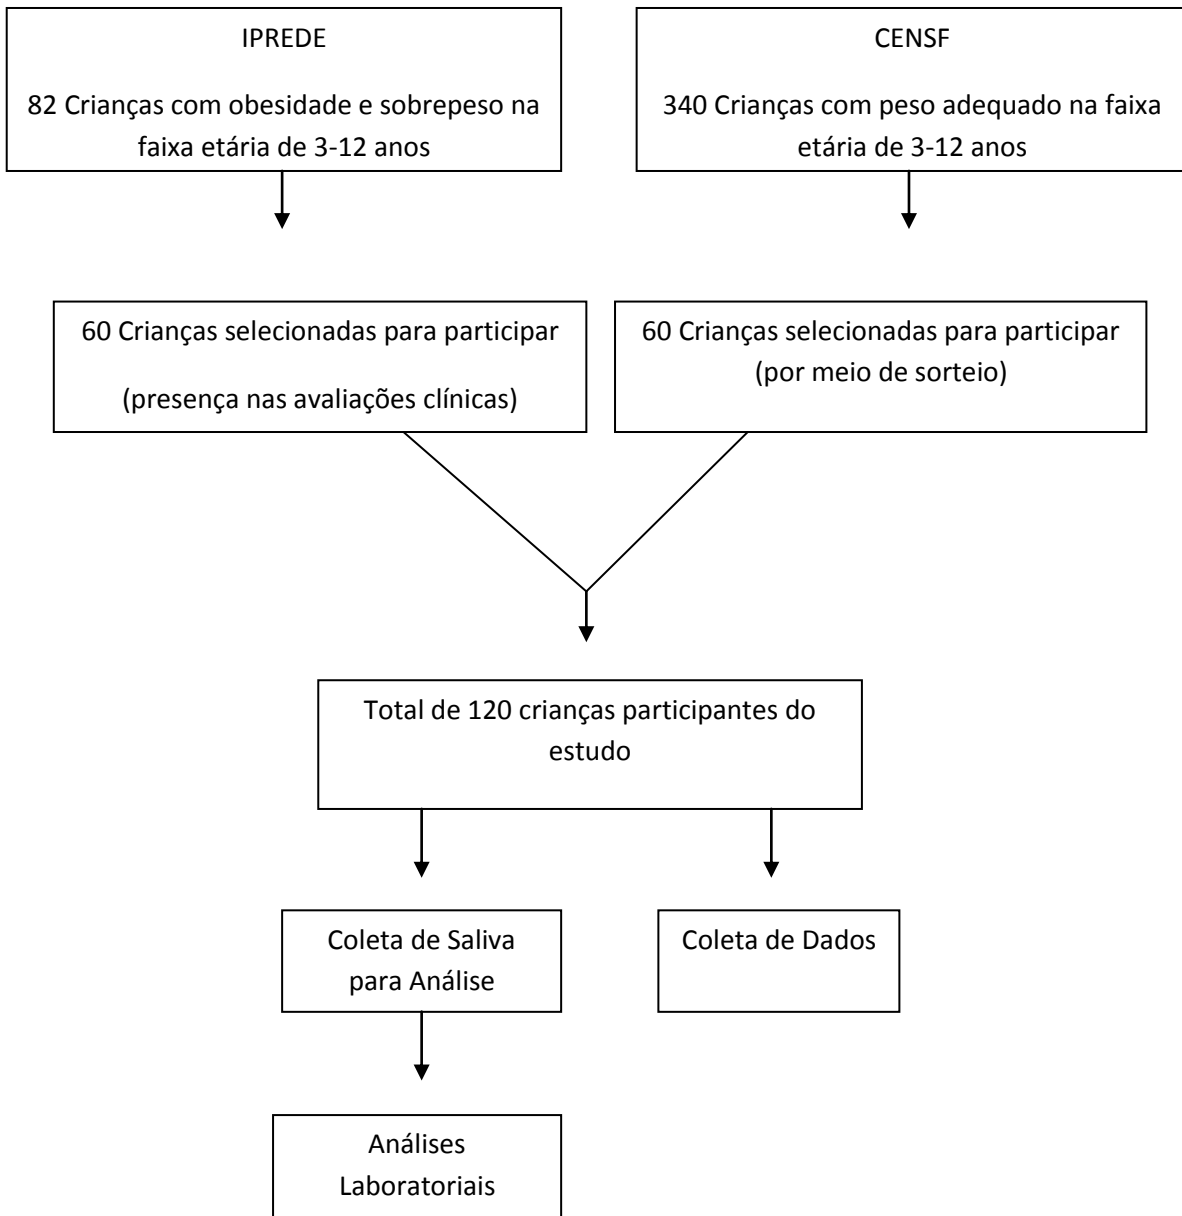 IPREDE
82 Crianças com obesidade e sobrepeso na
faixa etária de 3-12 anos
CENSF
340 Crianças com peso adequado na faixa
etária de 3-12 anos
60 Crianças selecionadas para participar
(presença nas avaliações clínicas)
60 Crianças selecionadas para participar
(por meio de sorteio)
Total de 120 crianças participantes do
estudo
Coleta de Saliva
para Análise
Coleta de Dados
Análises
Laboratoriais